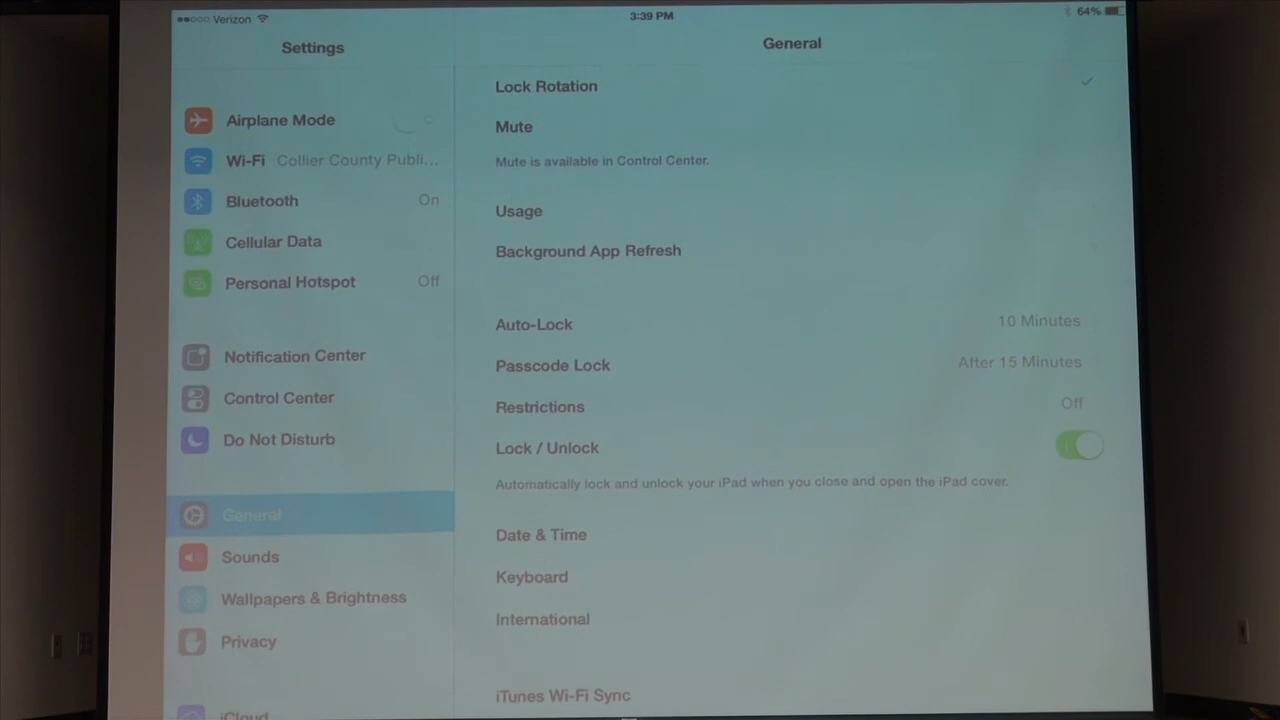 Verizon
3:39 PM
64%
Settings
General
Airplane Mode
Wi-Fi Collier County Publi...
Bluetooth On
Cellular Data
Personal Hotspot Off
Notification Center
Control Center
Do Not Disturb
General
Sounds
Wallpapers & Brightness
Privacy
iCloud
Lock Rotation
Mute
Mute is available in Control Center.
Usage
Background App Refresh
Auto-Lock 10 Minutes
Passcode Lock After 15 Minutes
Restrictions Off
Lock / Unlock
Automatically lock and unlock your iPad when you close and open the iPad cover.
Date & Time
Keyboard
International
iTunes Wi-Fi Sync